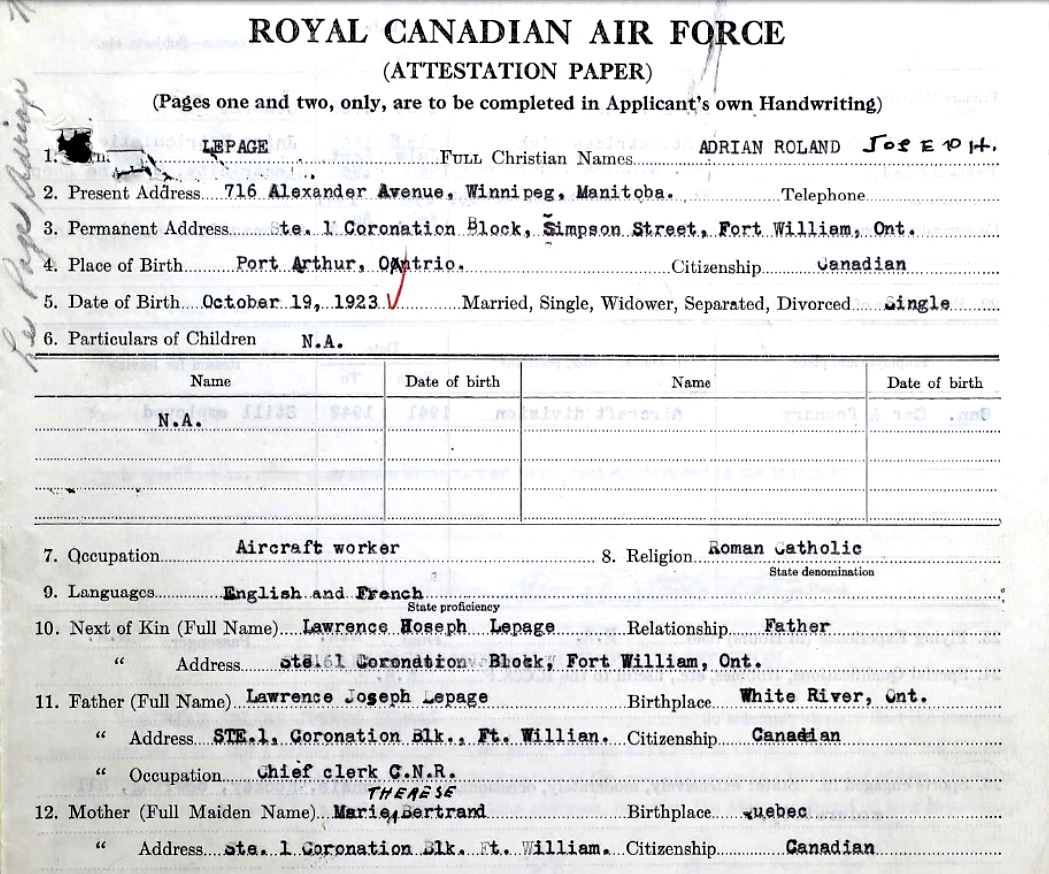 ROYAL CANADIAN AIR FORCE
(ATTESTATION PAPER)
(Pages one and two, only, are to be completed in Applicant's own Handwriting)
1. LEPAGE FULL Christian Names ADRIAN ROLAND JOSEPH.
2. Present Address 716 Alexander Avenue, Winnipeg, Manitoba. Telephone
3. Permanent Address Ste. 1 Coronation Block, Simpson Street, Fort William, Ont.
4. Place of Birth Port Arthur, Ontrio. Citizenship Canadian
5. Date of Birth October 19, 1923 Married, Single, Widower, Separated, Divorced Single
6. Particulars of Children N.A.
Name Date of birth Name Date of birth
N.A.
7. Occupation Aircraft worker 8. Religion Roman Catholic
State denomination
9. Languages English and French
State proficiency
10. Next of Kin (Full Name) Lawrence Hoseph Lepage Relationship Father
" Address Ste. 1 Coronation Block, Fort William, Ont.
11. Father (Full Name) Lawrence Joseph Lepage Birthplace White River, Ont.
" Address STE.1, Coronation Blk., Ft. Willian. Citizenship Canadian
" Occupation Chief clerk C.N.R.
THERESE
12. Mother (Full Maiden Name) Marie Bertrand Birthplace Quebec
" Address Ste. 1 Coronation Blk. Ft. William. Citizenship Canadian